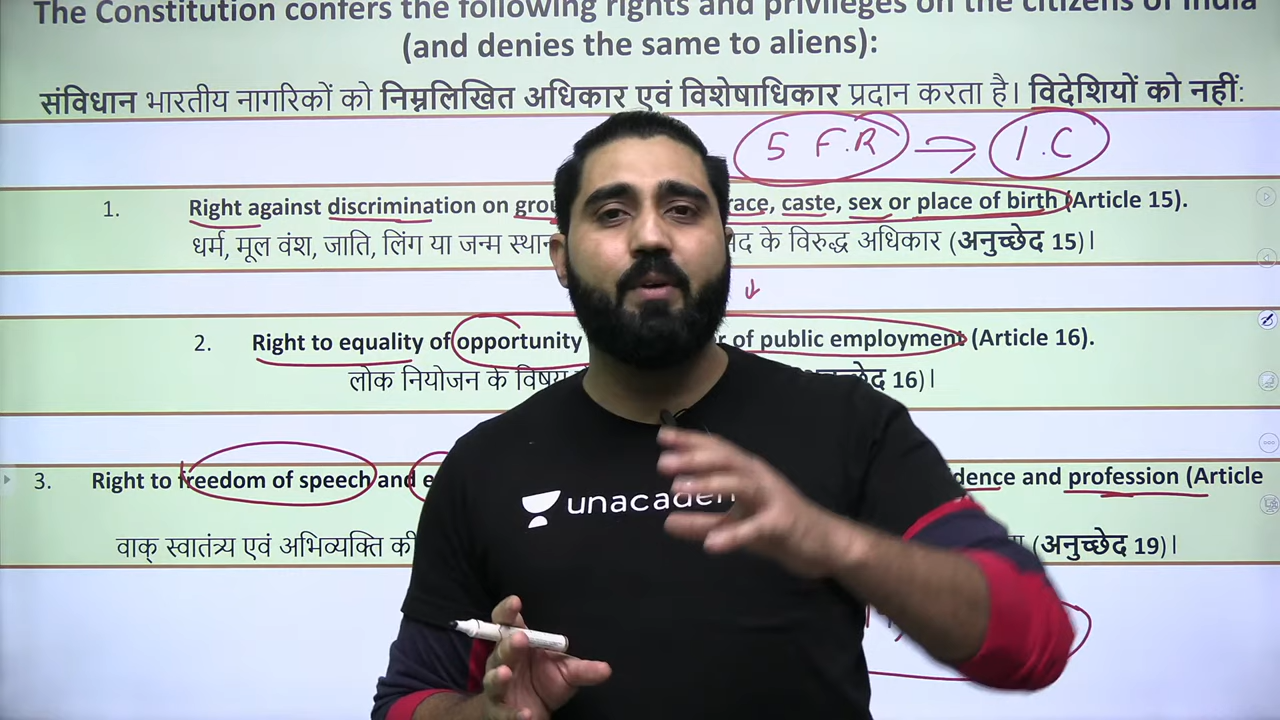 The Constitution confers the following rights and privileges on the citizens of India
(and denies the same to aliens):
संविधान भारतीय नागरिकों को निम्नलिखित अधिकार एवं विशेषाधिकार प्रदान करता है। विदेशियों को नहीं:
5 F.R ⇒ I.C
1. Right against discrimination on race, caste, sex or place of birth (Article 15).
धर्म, मूल वंश, जाति, लिंग या जन्म के विरुद्ध अधिकार (अनुच्छेद 15)।
2. Right to equality of opportunity of public employment (Article 16).
लोक नियोजन के 16)।
3. Right to freedom of speech and and profession (Article
वाक् स्वातंत्र्य एवं अभिव्यक्ति की (अनुच्छेद 19)।
unacadem